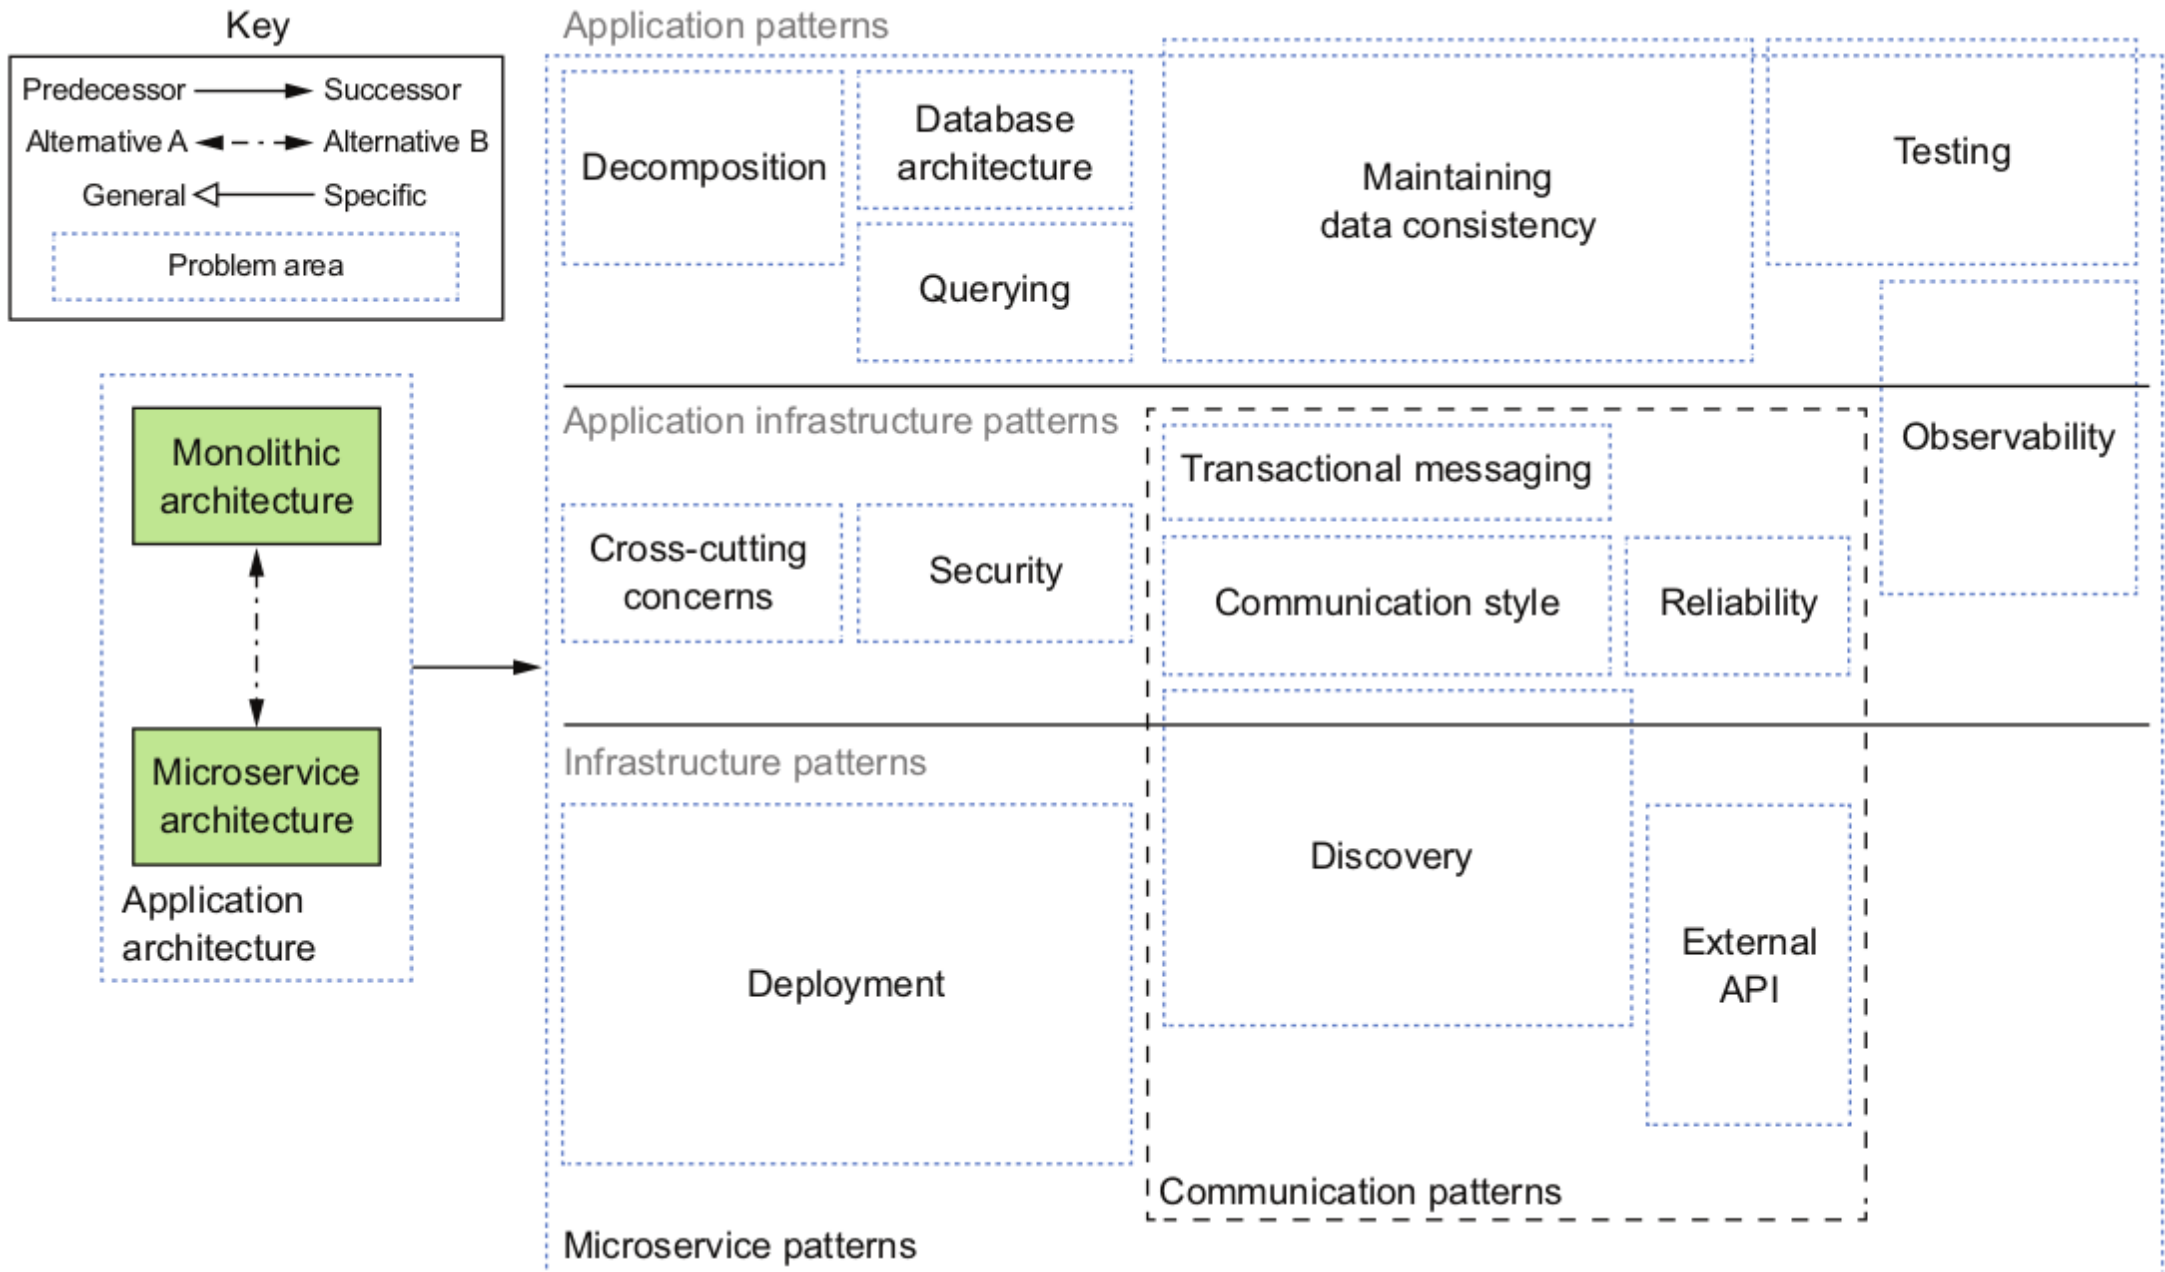 Key
Predecessor Successor
Alternative A Alternative B
General Specific
Problem area
Monolithic
architecture
Microservice
architecture
Application
architecture
Application patterns
Decomposition
Database
architecture
Querying
Maintaining
data consistency
Testing
Observability
Application infrastructure patterns
Cross-cutting
concerns
Security
Transactional messaging
Communication style
Reliability
Infrastructure patterns
Deployment
Discovery
External
API
Communication patterns
Microservice patterns